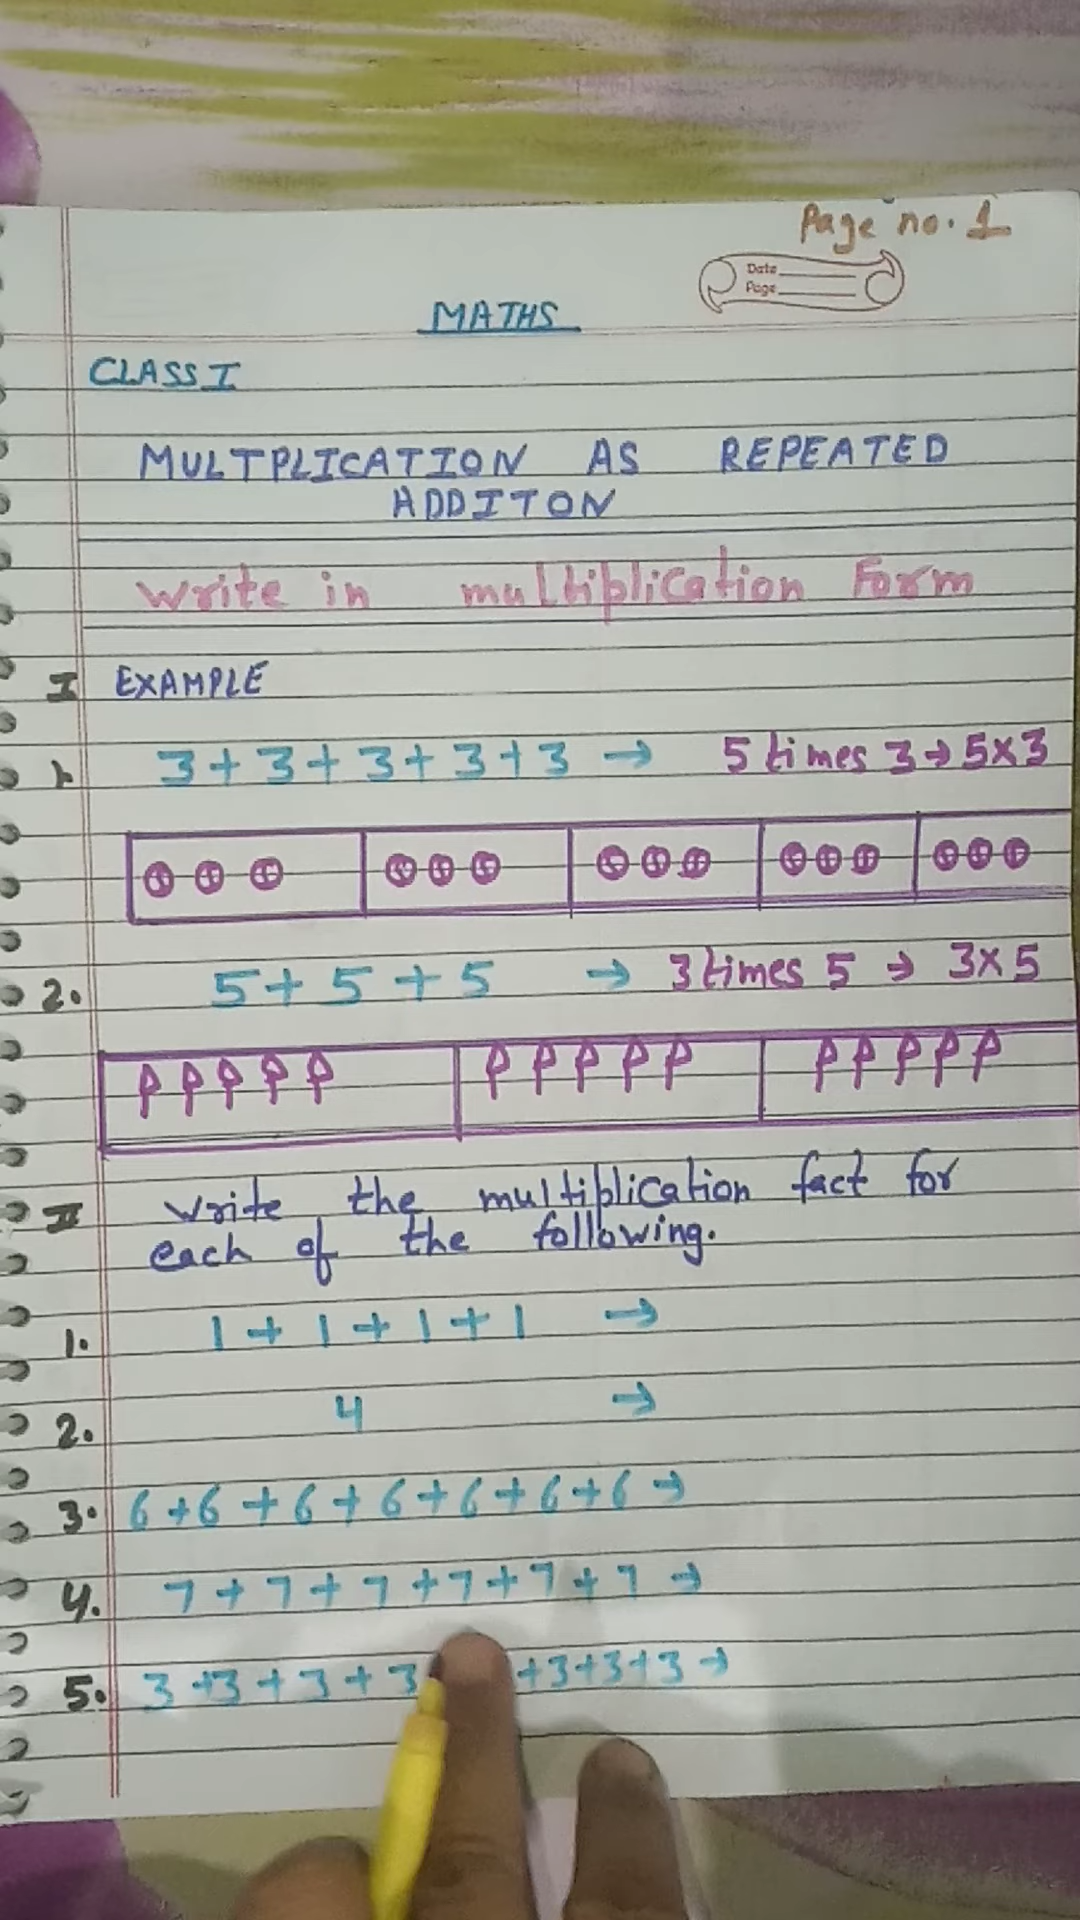 Page no. 1
Date
Page
MATHS
CLASS I
MULTPLICATION AS REPEATED
ADDITON
Write in multiplication Form
I EXAMPLE
1. 3+3+3+3+3 → 5 times 3 → 5×3
2. 5+5+5 → 3 times 5 → 3×5
II Write the multiplication fact for
each of the following.
1. 1+1+1+1 →
2. 4 →
3. 6+6+6+6+6+6+6 →
4. 7+7+7+7+7+7 →
5. 3+3+3+3 +3+3+3 →